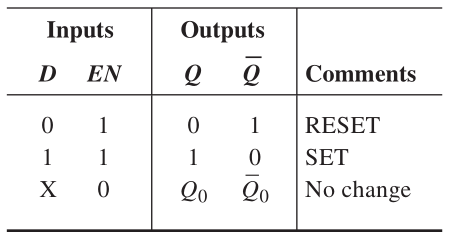 Inputs Outputs
D EN Q Q̅ Comments
0 1 0 1 RESET
1 1 1 0 SET
X 0 Q₀ Q̅₀ No change